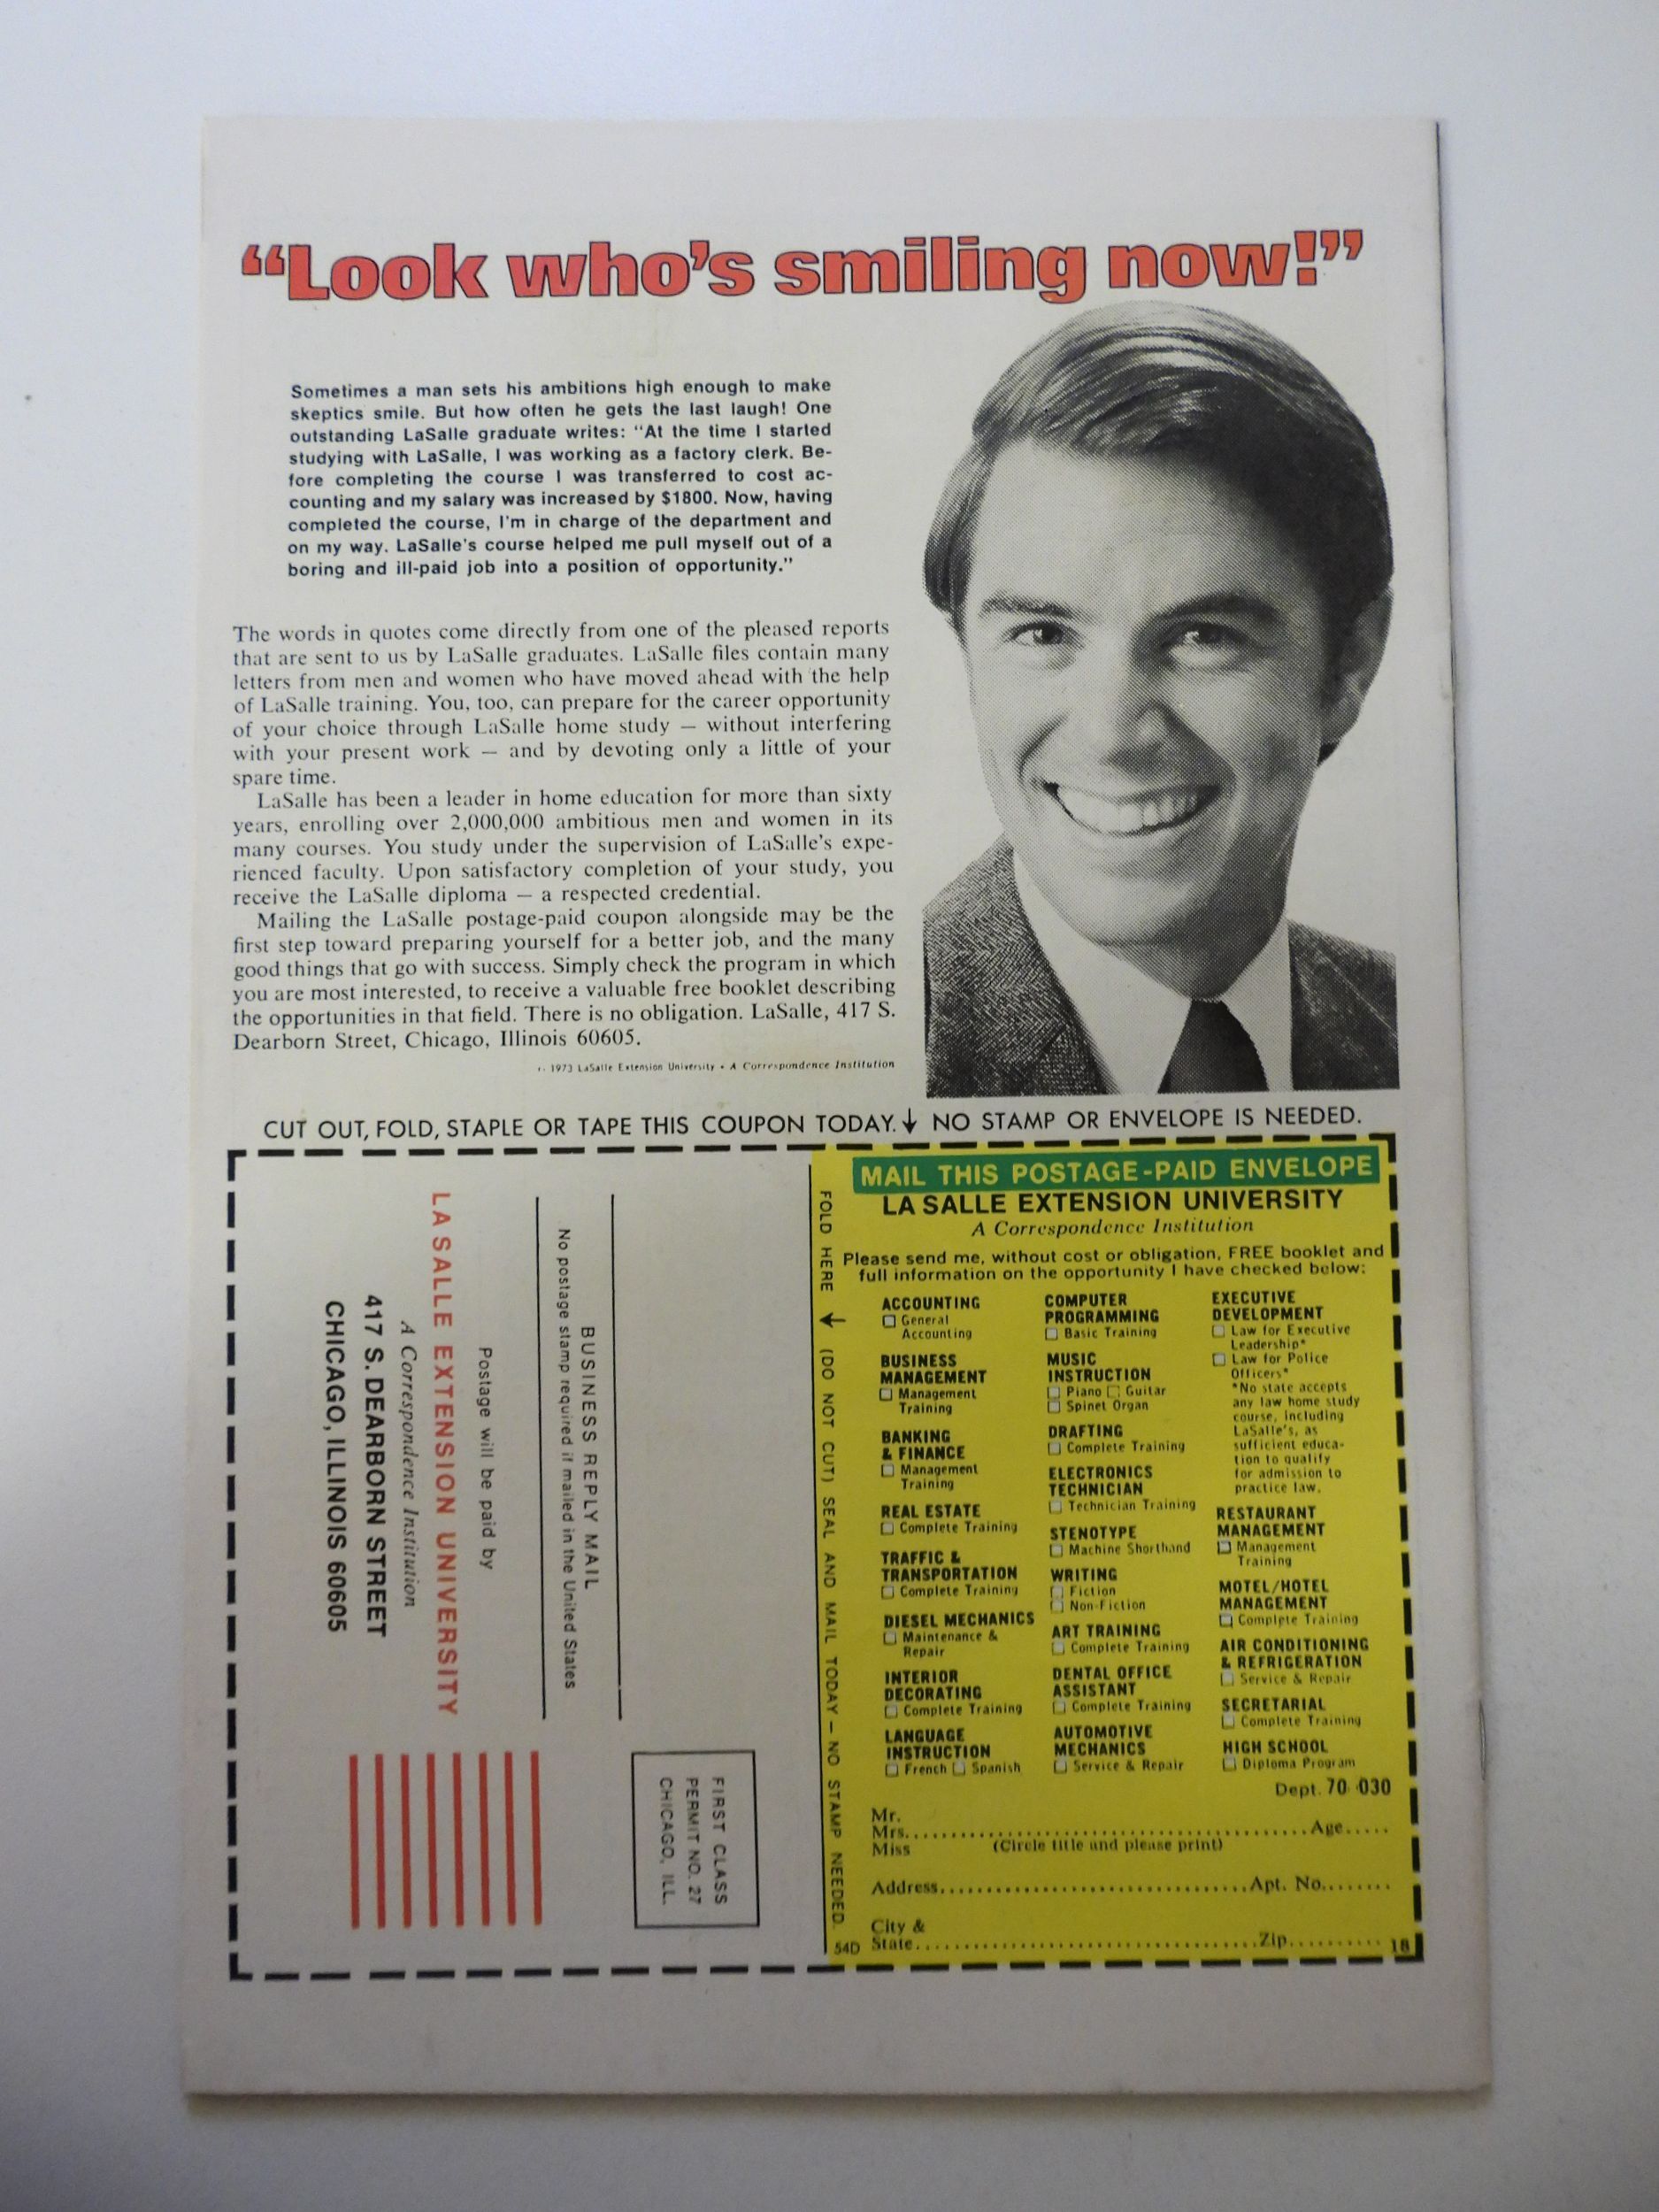 “Look who’s smiling now!”
Sometimes a man sets his ambitions high enough to make
skeptics smile. But how often he gets the last laugh! One
outstanding LaSalle graduate writes: “At the time I started
studying with LaSalle, I was working as a factory clerk. Be-
fore completing the course I was transferred to cost ac-
counting and my salary was increased by $1800. Now, having
completed the course, I'm in charge of the department and
on my way. LaSalle's course helped me pull myself out of a
boring and ill-paid job into a position of opportunity.”
The words in quotes come directly from one of the pleased reports
that are sent to us by LaSalle graduates. LaSalle files contain many
letters from men and women who have moved ahead with the help
of LaSalle training. You, too, can prepare for the career opportunity
of your choice through LaSalle home study — without interfering
with your present work — and by devoting only a little of your
spare time.
LaSalle has been a leader in home education for more than sixty
years, enrolling over 2,000,000 ambitious men and women in its
many courses. You study under the supervision of LaSalle's expe-
rienced faculty. Upon satisfactory completion of your study, you
receive the LaSalle diploma — a respected credential.
Mailing the LaSalle postage-paid coupon alongside may be the
first step toward preparing yourself for a better job, and the many
good things that go with success. Simply check the program in which
you are most interested, to receive a valuable free booklet describing
the opportunities in that field. There is no obligation. LaSalle, 417 S.
Dearborn Street, Chicago, Illinois 60605.
1973 LaSalle Extension University • A Correspondence Institution
CUT OUT, FOLD, STAPLE OR TAPE THIS COUPON TODAY.↓ NO STAMP OR ENVELOPE IS NEEDED.
FIRST CLASS
PERMIT NO. 27
CHICAGO, ILL.
BUSINESS REPLY MAIL
No postage stamp required if mailed in the United States
Postage will be paid by
LA SALLE EXTENSION UNIVERSITY
A Correspondence Institution
417 S. DEARBORN STREET
CHICAGO, ILLINOIS 60605
FOLD HERE ↓ (DO NOT CUT) SEAL AND MAIL TODAY — NO STAMP NEEDED.
MAIL THIS POSTAGE-PAID ENVELOPE
LA SALLE EXTENSION UNIVERSITY
A Correspondence Institution
Please send me, without cost or obligation, FREE booklet and
full information on the opportunity I have checked below:
ACCOUNTING
☐ General
Accounting
BUSINESS
MANAGEMENT
☐ Management
Training
BANKING
& FINANCE
☐ Management
Training
REAL ESTATE
☐ Complete Training
TRAFFIC &
TRANSPORTATION
☐ Complete Training
DIESEL MECHANICS
☐ Maintenance &
Repair
INTERIOR
DECORATING
☐ Complete Training
LANGUAGE
INSTRUCTION
☐ French ☐ Spanish
COMPUTER
PROGRAMMING
☐ Basic Training
MUSIC
INSTRUCTION
☐ Piano ☐ Guitar
☐ Spinet Organ
DRAFTING
☐ Complete Training
ELECTRONICS
TECHNICIAN
☐ Technician Training
STENOTYPE
☐ Machine Shorthand
WRITING
☐ Fiction
☐ Non-Fiction
ART TRAINING
☐ Complete Training
DENTAL OFFICE
ASSISTANT
☐ Complete Training
AUTOMOTIVE
MECHANICS
☐ Service & Repair
EXECUTIVE
DEVELOPMENT
☐ Law for Executive
Leadership*
☐ Law for Police
Officers*
*No state accepts
any law home study
course, including
LaSalle's, as
sufficient educa-
tion to qualify
for admission to
practice law.
RESTAURANT
MANAGEMENT
☐ Management
Training
MOTEL/HOTEL
MANAGEMENT
☐ Complete Training
AIR CONDITIONING
& REFRIGERATION
☐ Service & Repair
SECRETARIAL
☐ Complete Training
HIGH SCHOOL
☐ Diploma Program
Dept. 70-030
Mr.
Mrs. Age
Miss (Circle title and please print)
Address Apt. No.
City &
State Zip
54D 18